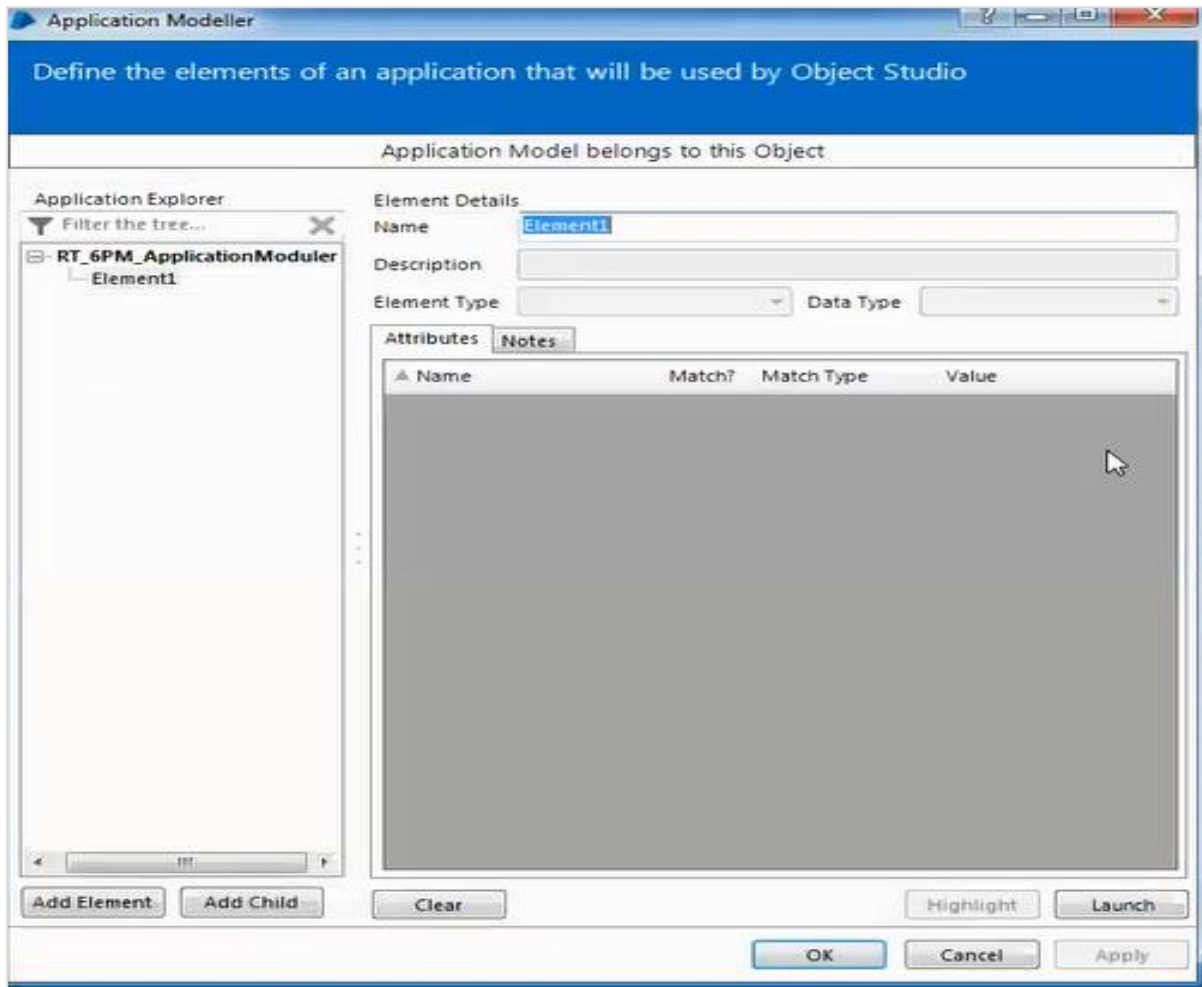 Application Modeller
Define the elements of an application that will be used by Object Studio
Application Model belongs to this Object
Application Explorer
Filter the tree...
RT_6PM_ApplicationModuler
Element1
Element Details
Name Element1
Description
Element Type Data Type
Attributes Notes
Name Match? Match Type Value
Add Element Add Child Clear Highlight Launch
OK Cancel Apply